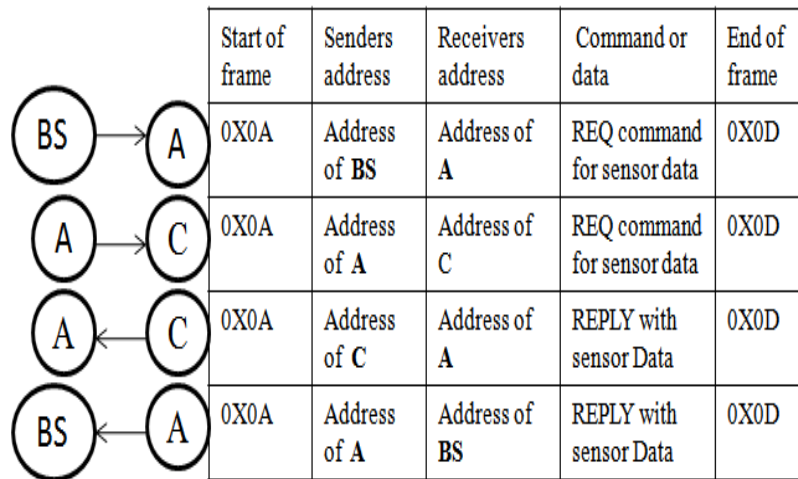 Start of frame Senders address Receivers address Command or data End of frame
BS A 0X0A Address of BS Address of A REQ command for sensor data 0X0D
A C 0X0A Address of A Address of C REQ command for sensor data 0X0D
A C 0X0A Address of C Address of A REPLY with sensor Data 0X0D
BS A 0X0A Address of A Address of BS REPLY with sensor Data 0X0D